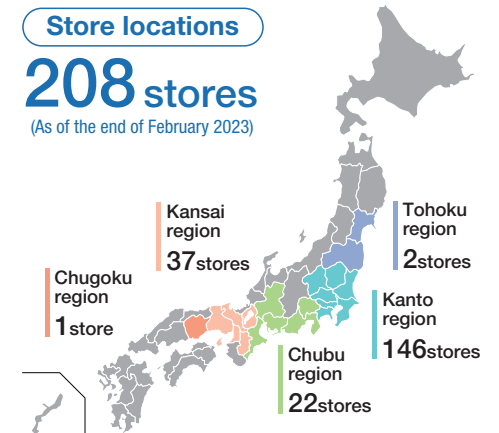 Store locations
208 stores
(As of the end of February 2023)
Kansai
region
37stores
Tohoku
region
2stores
Chugoku
region
1store
Kanto
region
146stores
Chubu
region
22stores